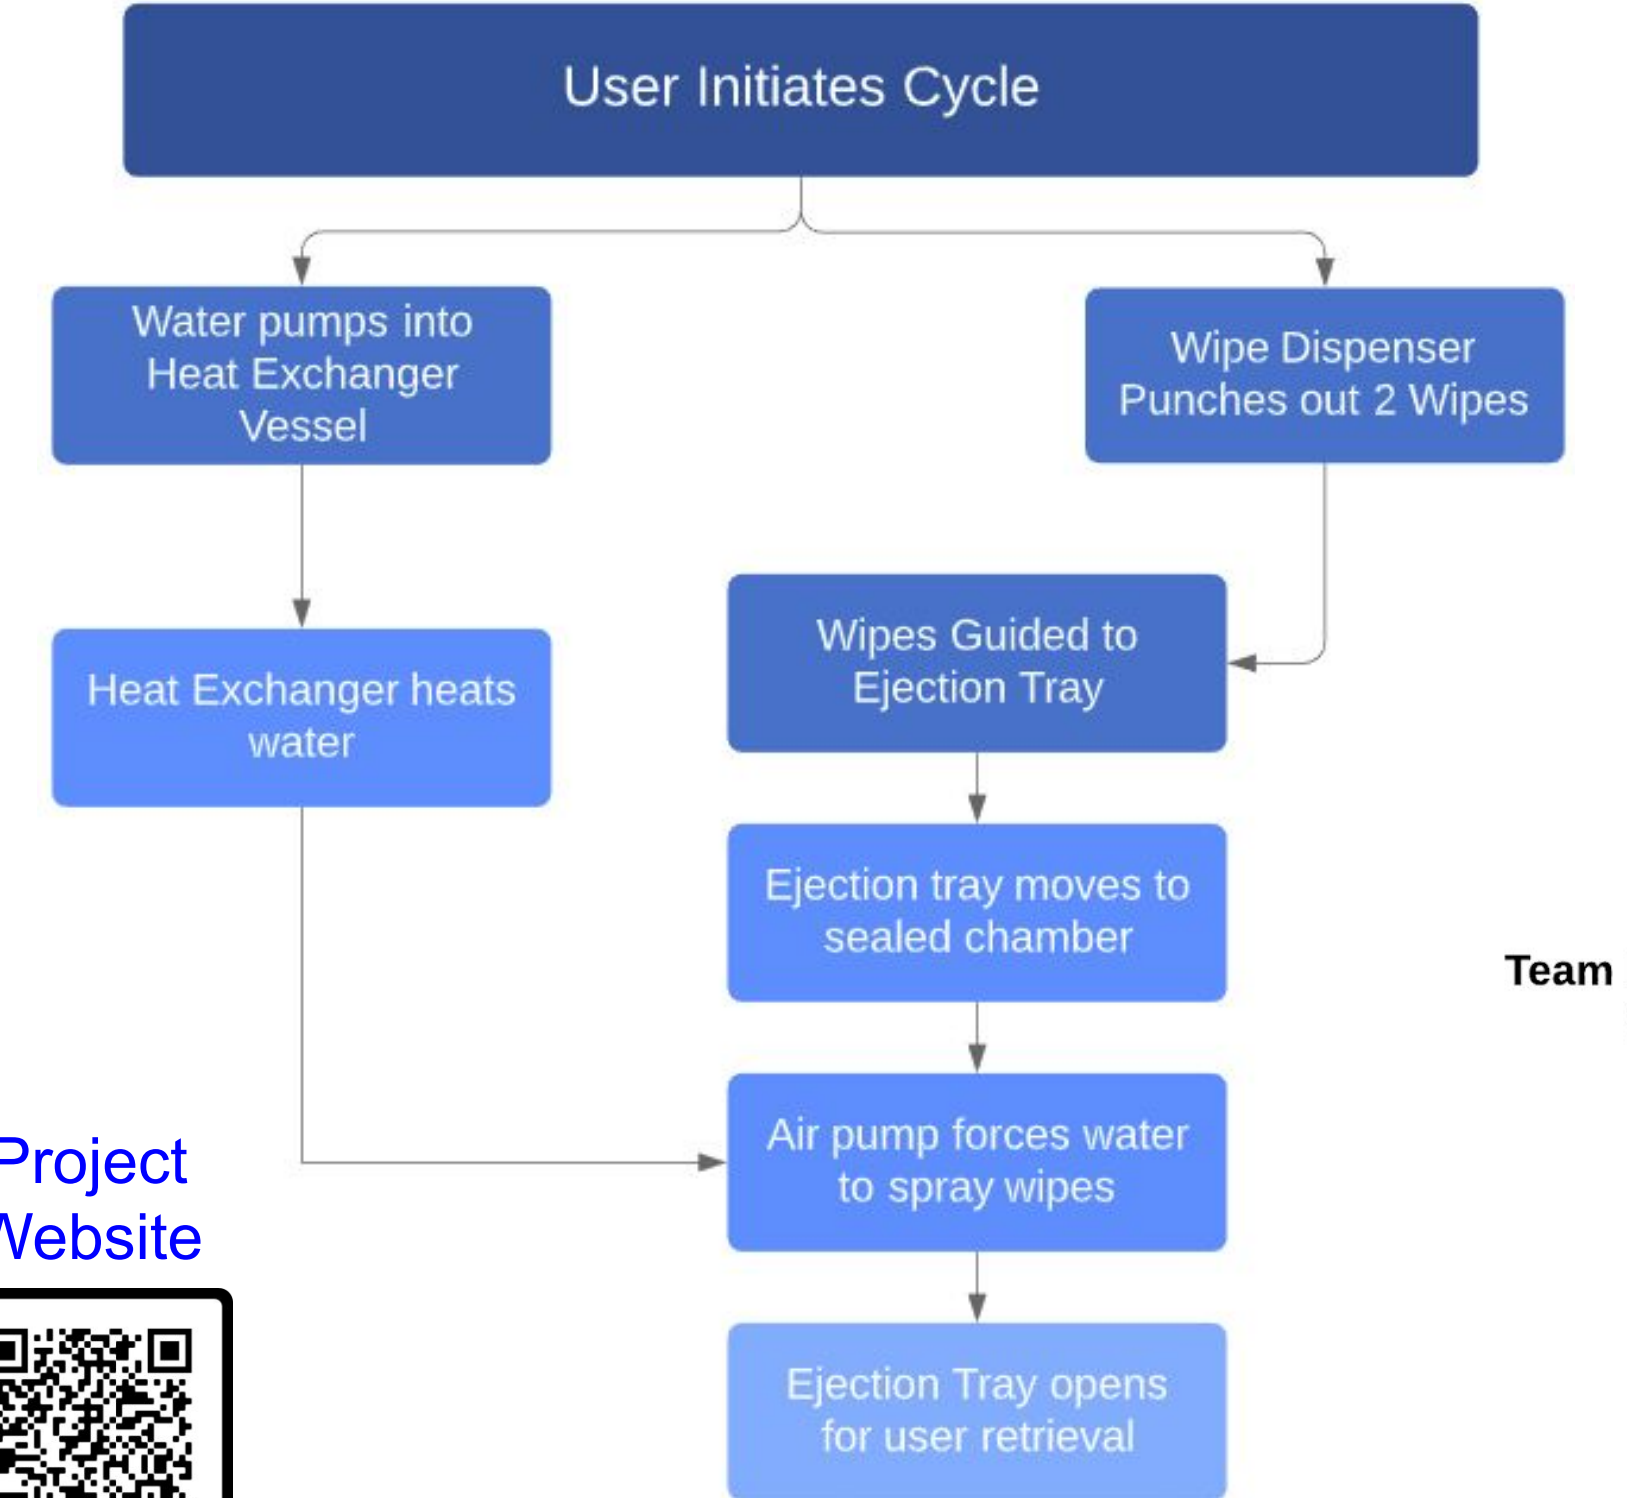 User Initiates Cycle
Water pumps into
Heat Exchanger
Vessel
Wipe Dispenser
Punches out 2 Wipes
Heat Exchanger heats
water
Wipes Guided to
Ejection Tray
Ejection tray moves to
sealed chamber
Team
Air pump forces water
to spray wipes
Project
Website
Ejection Tray opens
for user retrieval